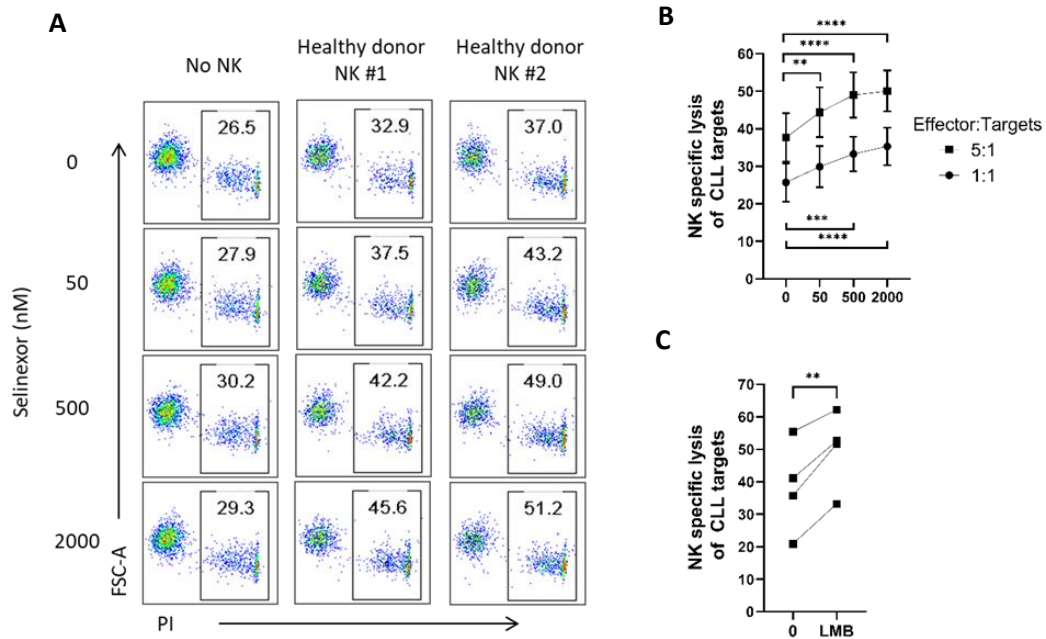 A
No NK
Healthy donor
NK #1
Healthy donor
NK #2
Selinexor (nM)
0
26.5
32.9
37.0
50
27.9
37.5
43.2
500
30.2
42.2
49.0
2000
29.3
45.6
51.2
FSC-A
PI
B
NK specific lysis
of CLL targets
60
50
40
30
20
10
0
****
****
**
***
****
0 50 500 2000
Effector:Targets
5:1
1:1
C
NK specific lysis
of CLL targets
70
60
50
40
30
20
10
0
**
0 LMB